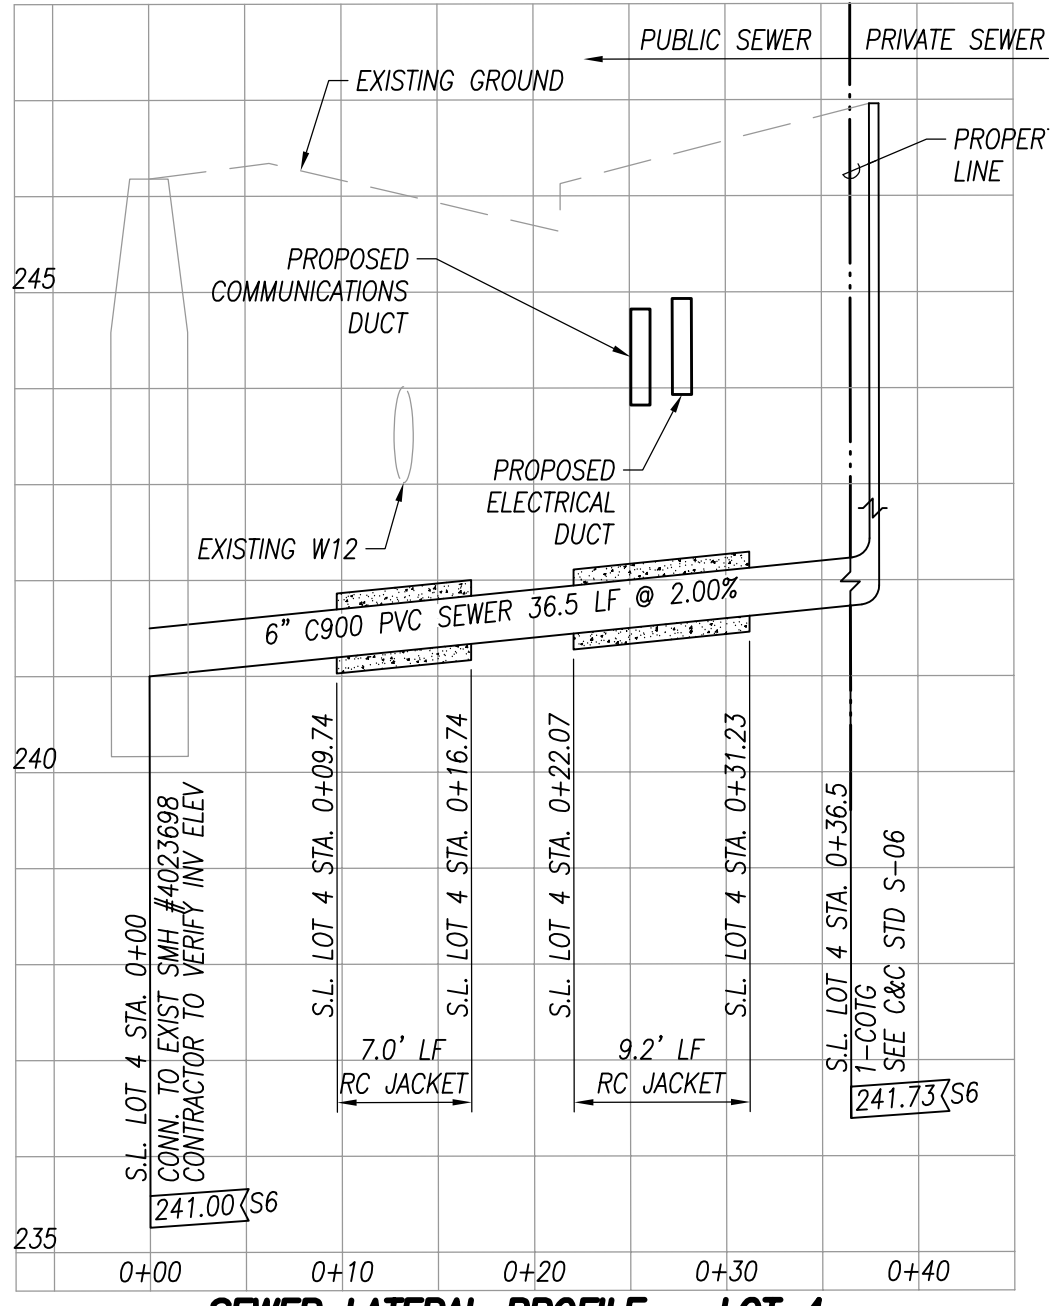 PUBLIC SEWER
PRIVATE SEWER
EXISTING GROUND
LINE
PROPOSED
COMMUNICATIONS
DUCT
245
PROPOSED
ELECTRICAL
DUCT
EXISTING W12
6" C900 PVC SEWER 36.5 LF @ 2.00%
240
S.L. LOT 4 STA. 0+00
CONN. TO EXIST SMH #4023698
CONTRACTOR TO VERIFY INV ELEV
S.L. LOT 4 STA. 0+09.74
S.L. LOT 4 STA. 0+16.74
S.L. LOT 4 STA. 0+22.07
S.L. LOT 4 STA. 0+31.23
S.L. LOT 4 STA. 0+36.5
1-COTG
SEE C&C STD S-06
7.0' LF
RC JACKET
9.2' LF
RC JACKET
241.73 S6
241.00 S6
235
0+00 0+10 0+20 0+30 0+40
SEWER LATERAL PROFILE - LOT 4